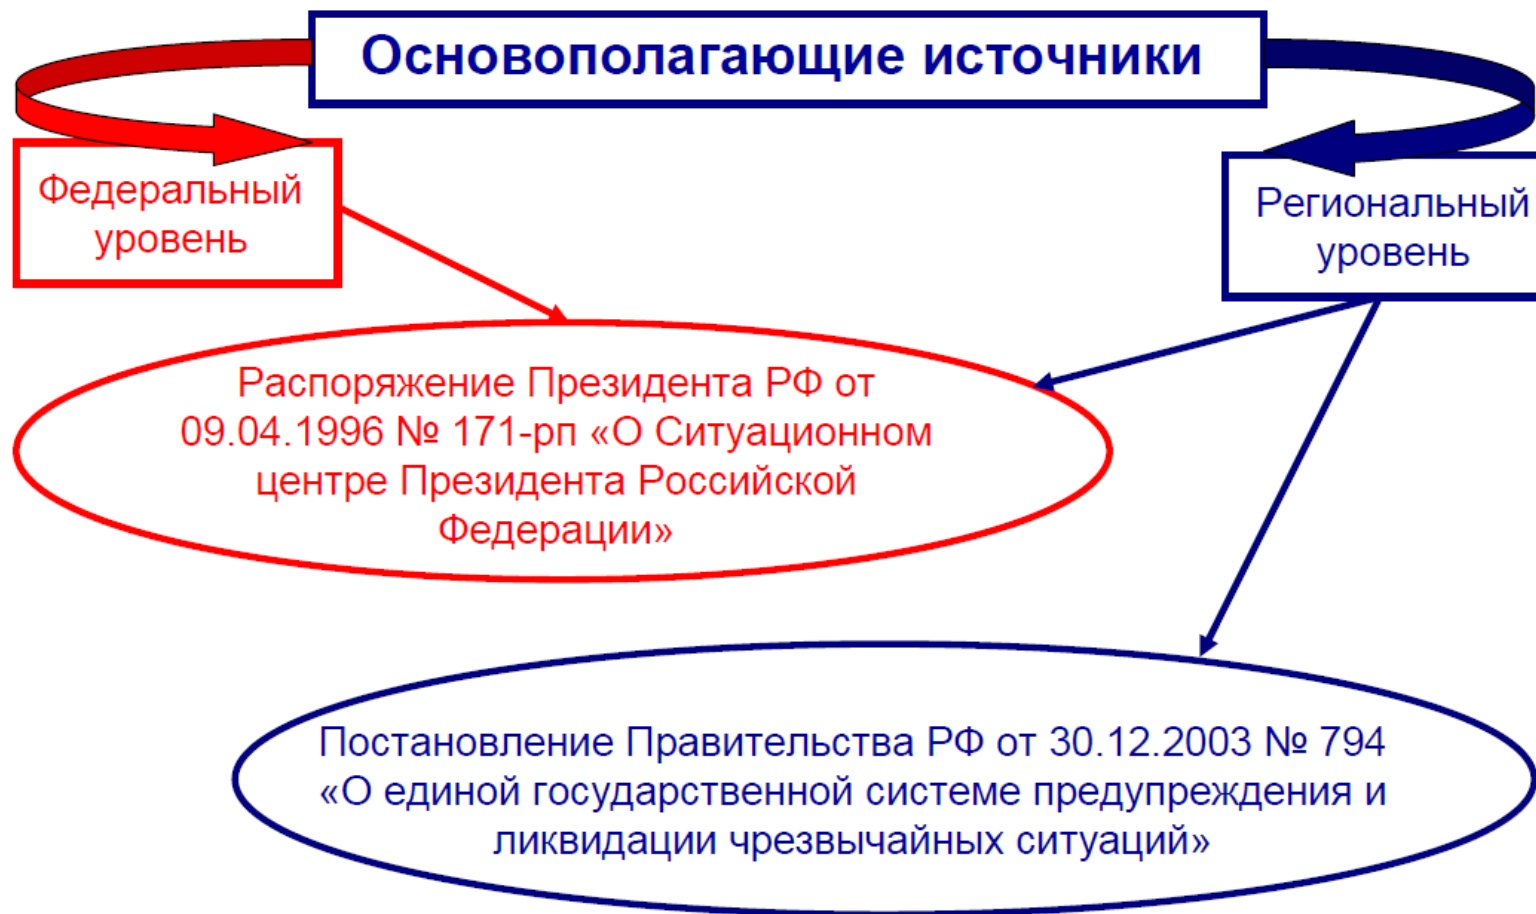 Основополагающие источники
Федеральный
уровень
Региональный
уровень
Распоряжение Президента РФ от
09.04.1996 № 171-рп «О Ситуационном
центре Президента Российской
Федерации»
Постановление Правительства РФ от 30.12.2003 № 794
«О единой государственной системе предупреждения и
ликвидации чрезвычайных ситуаций»